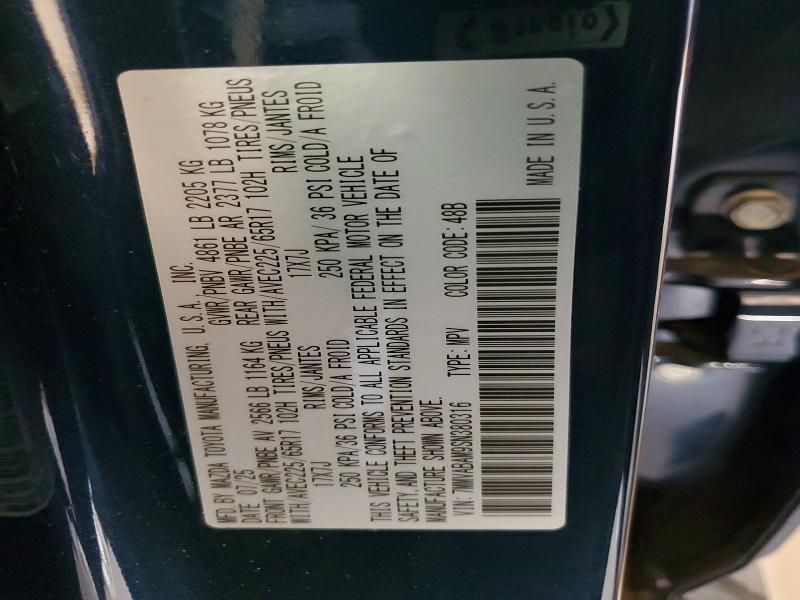 MFD.BY MAZDA TOYOTA MANUFACTURING, U.S.A. INC.
DATE 07/25 GVWR/PNBV 4861 LB 2205 KG
FRONT GAWR/PNBE AV 2566 LB 1164 KG REAR GAWR/PNBE AR 2377 LB 1078 KG
WITH/AVEC225/65R17 102H TIRES/PNEUS WITH/AVEC225/65R17 102H TIRES/PNEUS
17X7J RIMS/JANTES 17X7J RIMS/JANTES
250 KPA/36 PSI COLD/A FROID 250 KPA/36 PSI COLD/A FROID
THIS VEHICLE CONFORMS TO ALL APPLICABLE FEDERAL MOTOR VEHICLE
SAFETY,AND THEFT PREVENTION STANDARDS IN EFFECT ON THE DATE OF
MANUFACTURE SHOWN ABOVE.
VIN: 7MMVABAM9SN380316 TYPE: MPV COLOR CODE: 48B
MADE IN U.S.A.